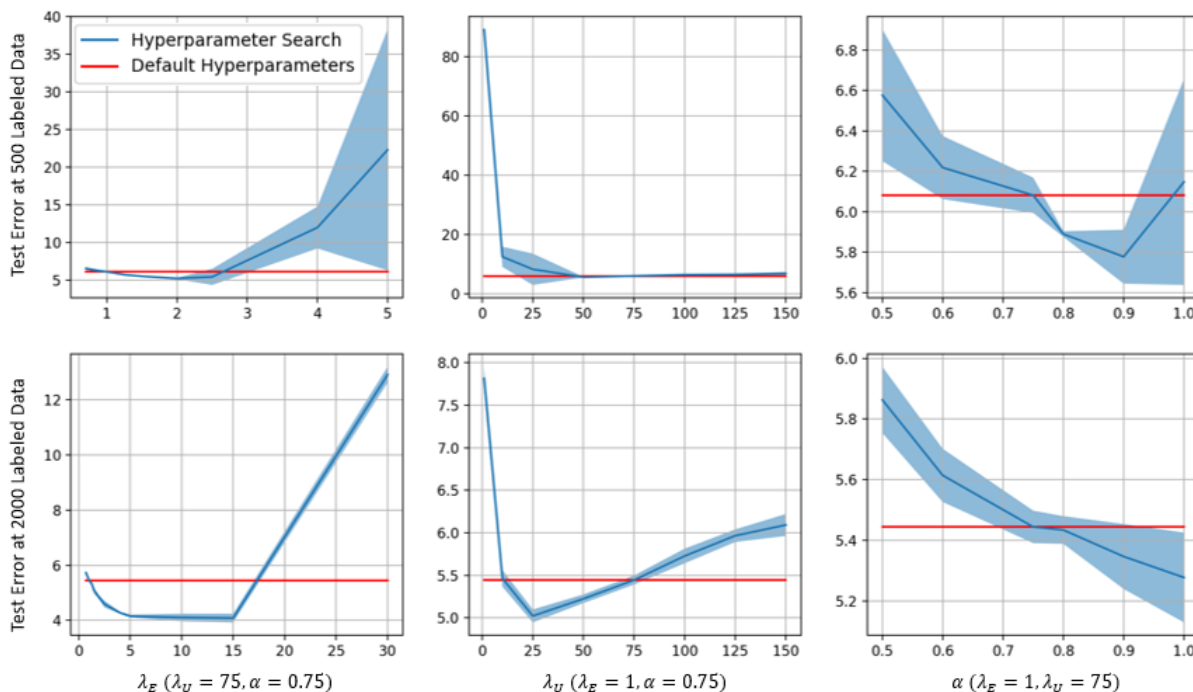 Hyperparameter Search
Default Hyperparameters
Test Error at 500 Labeled Data
40
35
30
25
20
15
10
5
1 2 3 4 5
80
60
40
20
0
0 25 50 75 100 125 150
6.8
6.6
6.4
6.2
6.0
5.8
5.6
0.5 0.6 0.7 0.8 0.9 1.0
Test Error at 2000 Labeled Data
12
10
8
6
4
0 5 10 15 20 25 30
λ_E (λ_U = 75, α = 0.75)
8.0
7.5
7.0
6.5
6.0
5.5
5.0
0 25 50 75 100 125 150
λ_U (λ_E = 1, α = 0.75)
6.0
5.8
5.6
5.4
5.2
0.5 0.6 0.7 0.8 0.9 1.0
α (λ_E = 1, λ_U = 75)